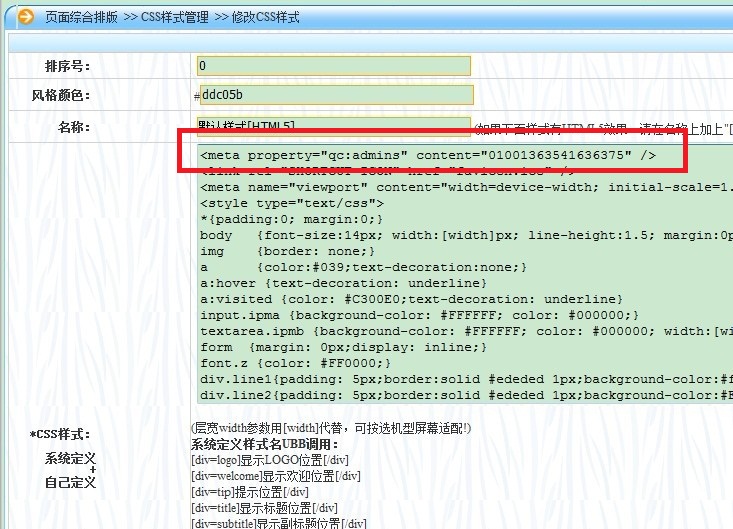 页面综合排版 >> CSS样式管理 >> 修改CSS样式
排序号: 0
风格颜色: #ddc05b
名称: 默认样式[HTML5] (如果下面样式有HTML5效果，请在名称上加上"[
<meta property="qc:admins" content="01001363541636375" />
<link rel="SHORTCUT ICON" href="favicon.ico" />
<meta name="viewport" content="width=device-width, initial-scale=1.
<style type="text/css">
*{padding:0; margin:0;}
body {font-size:14px; width:[width]px; line-height:1.5; margin:0p
img {border: none;}
a {color:#039;text-decoration:none;}
a:hover {text-decoration: underline}
a:visited {color: #C300E0;text-decoration: underline}
input.ipma {background-color: #FFFFFF; color: #000000;}
textarea.ipmb {background-color: #FFFFFF; color: #000000; width:[wi
form {margin: 0px;display: inline;}
font.z {color: #FF0000;}
div.line1{padding: 5px;border:solid #ededed 1px;background-color:#f
div.line2{padding: 5px;border:solid #ededed 1px;background-color:#E
*CSS样式:
系统定义
+
自己定义
(层宽width参数用[width]代替，可按选机型屏幕适配!)
系统定义样式名UBB调用:
[div=logo]显示LOGO位置[/div]
[div=welcome]显示欢迎位置[/div]
[div=tip]提示位置[/div]
[div=title]显示标题位置[/div]
[div=subtitle]显示副标题位置[/div]